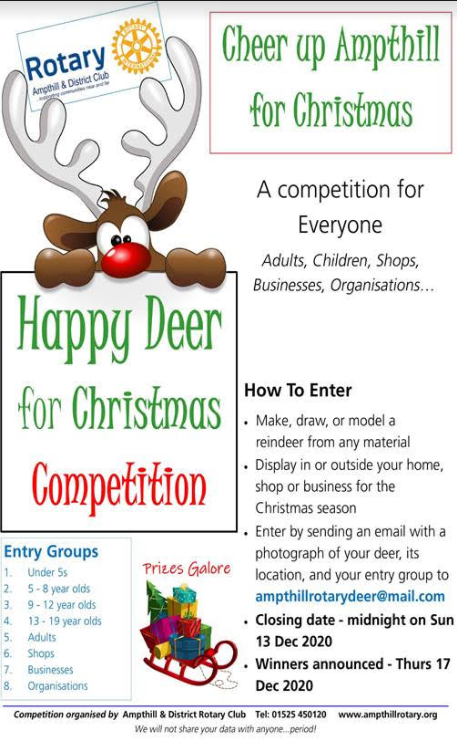 Rotary
Ampthill & District Club
Cheer up Ampthill
for Christmas
A competition for
Everyone
Adults, Children, Shops,
Businesses, Organisations…
Happy Deer
for Christmas
Competition
How To Enter
• Make, draw, or model a
reindeer from any material
• Display in or outside your home,
shop or business for the
Christmas season
• Enter by sending an email with a
photograph of your deer, its
location, and your entry group to
ampthillrotarydeer@mail.com
• Closing date - midnight on Sun
13 Dec 2020
• Winners announced - Thurs 17
Dec 2020
Entry Groups
1. Under 5s
2. 5 - 8 year olds
3. 9 - 12 year olds
4. 13 - 19 year olds
5. Adults
6. Shops
7. Businesses
8. Organisations
Prizes Galore
Competition organised by Ampthill & District Rotary Club Tel: 01525 450120 www.ampthillrotary.org
We will not share your data with anyone...period!